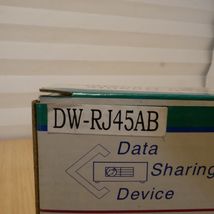 DW-RJ45AB
Data
Sharing
Device